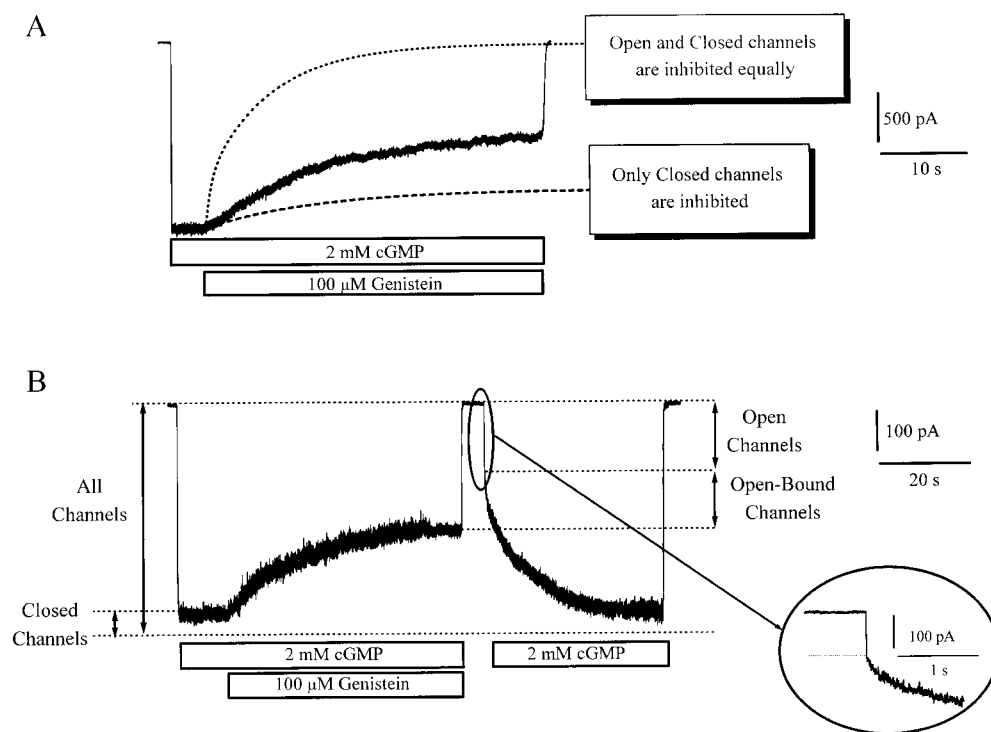 A
Open and Closed channels
are inhibited equally
500 pA
10 s
Only Closed channels
are inhibited
2 mM cGMP
100 µM Genistein
B
Open
Channels
100 pA
20 s
All
Channels
Open-Bound
Channels
Closed
Channels
2 mM cGMP
2 mM cGMP
100 µM Genistein
100 pA
1 s